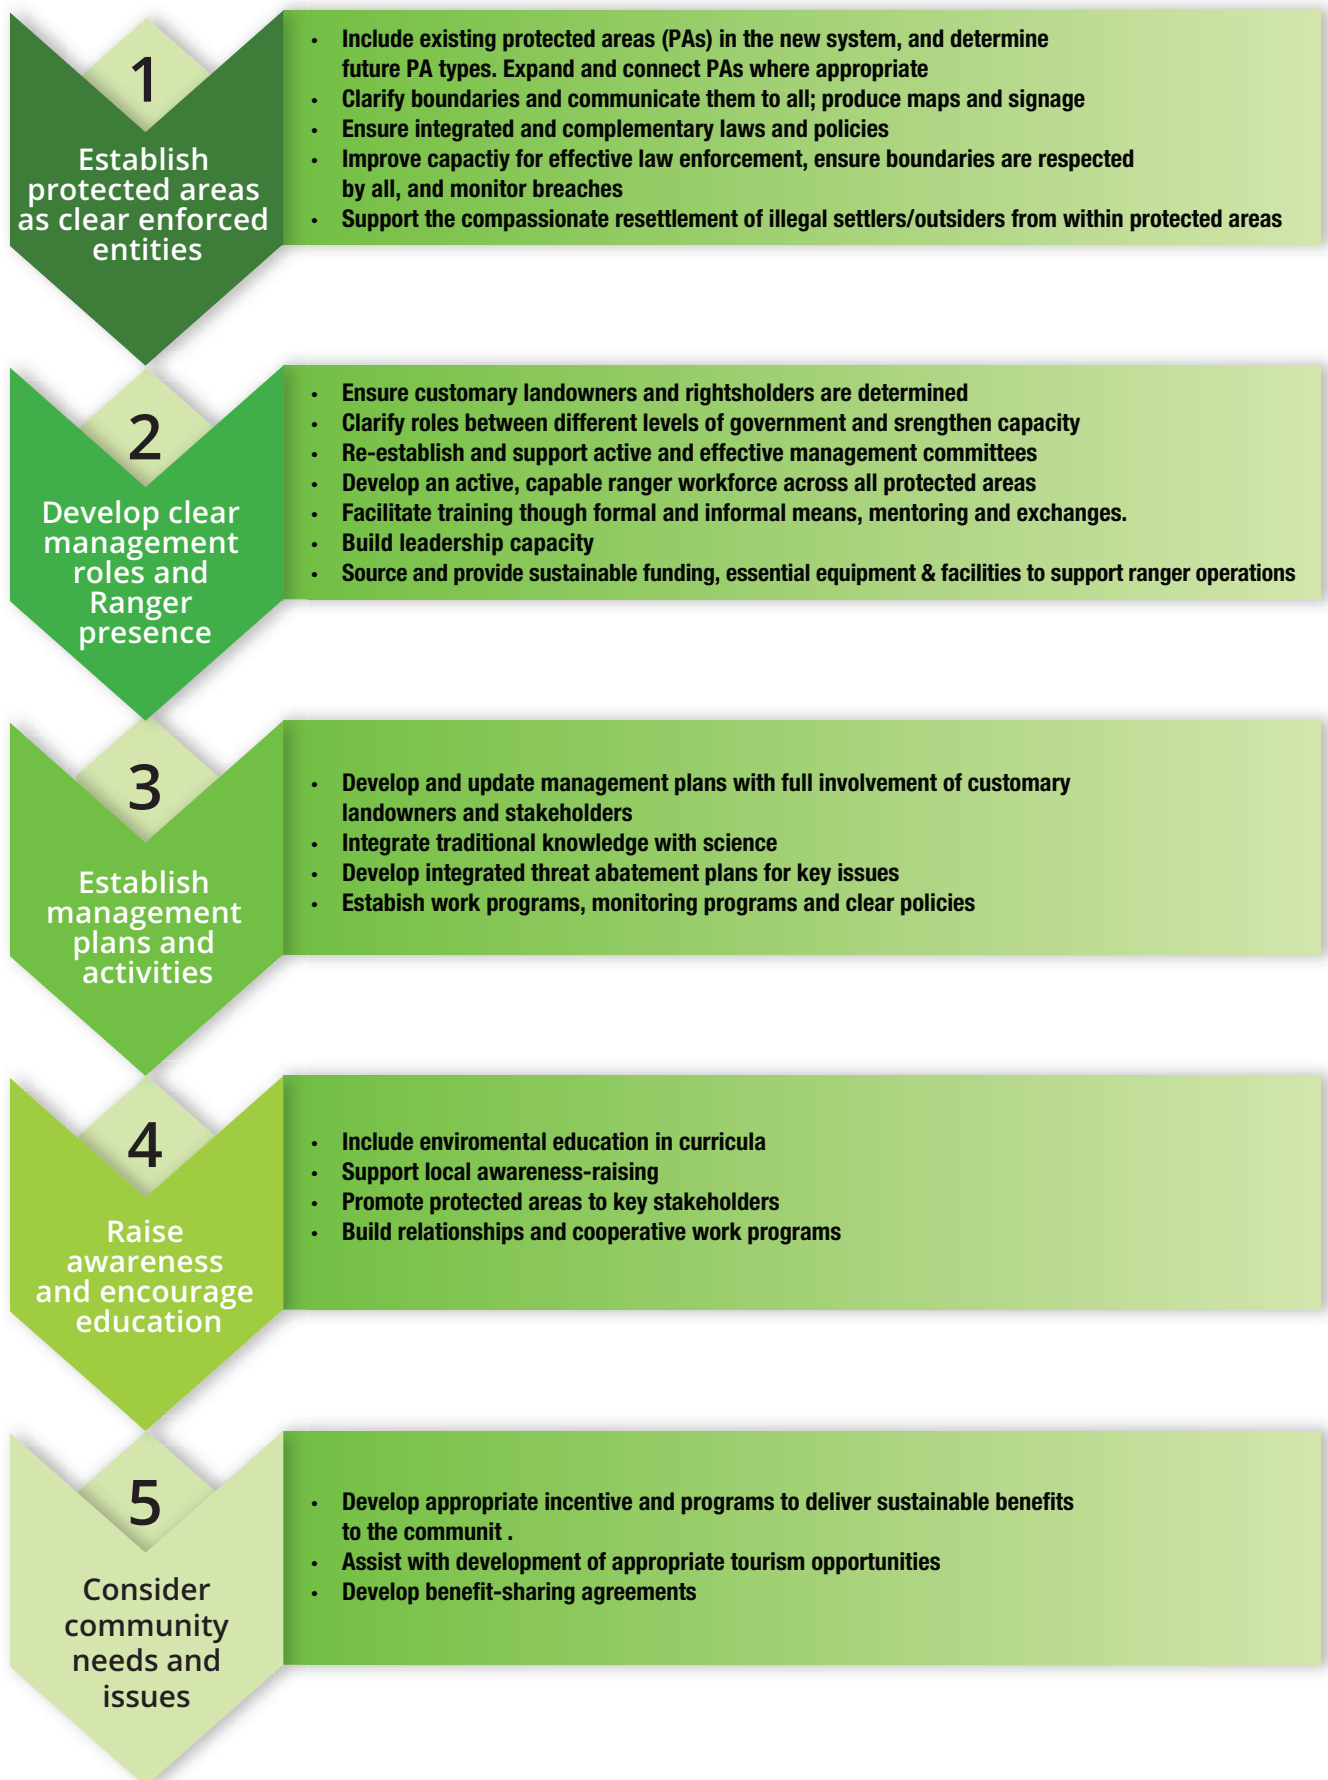 1
Establish
protected areas
as clear enforced
entities
• Include existing protected areas (PAs) in the new system, and determine
future PA types. Expand and connect PAs where appropriate
• Clarify boundaries and communicate them to all; produce maps and signage
• Ensure integrated and complementary laws and policies
• Improve capactiy for effective law enforcement, ensure boundaries are respected
by all, and monitor breaches
• Support the compassionate resettlement of illegal settlers/outsiders from within protected areas
2
Develop clear
management
roles and
Ranger
presence
• Ensure customary landowners and rightsholders are determined
• Clarify roles between different levels of government and srengthen capacity
• Re-establish and support active and effective management committees
• Develop an active, capable ranger workforce across all protected areas
• Facilitate training though formal and informal means, mentoring and exchanges.
• Build leadership capacity
• Source and provide sustainable funding, essential equipment & facilities to support ranger operations
3
Establish
management
plans and
activities
• Develop and update management plans with full involvement of customary
landowners and stakeholders
• Integrate traditional knowledge with science
• Develop integrated threat abatement plans for key issues
• Estabish work programs, monitoring programs and clear policies
4
Raise
awareness
and encourage
education
• Include enviromental education in curricula
• Support local awareness-raising
• Promote protected areas to key stakeholders
• Build relationships and cooperative work programs
5
Consider
community
needs and
issues
• Develop appropriate incentive and programs to deliver sustainable benefits
to the communit .
• Assist with development of appropriate tourism opportunities
• Develop benefit-sharing agreements